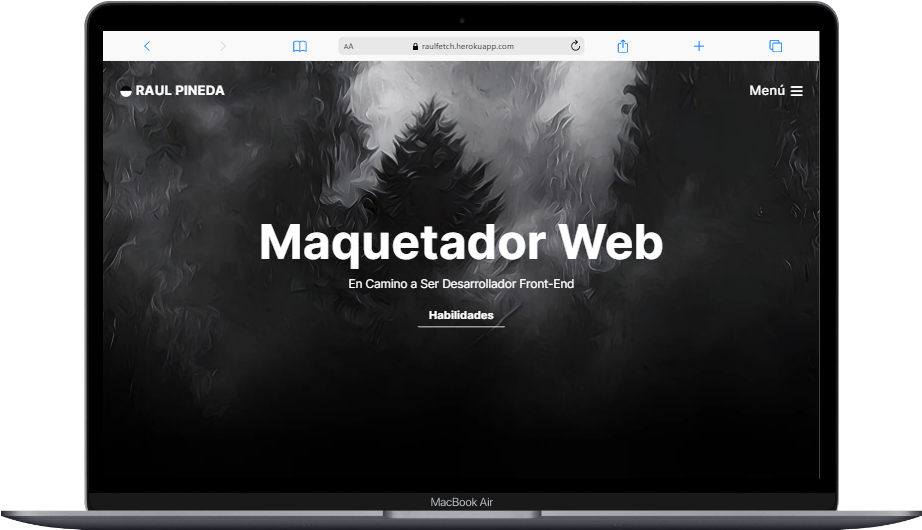 AA
raulfetch.herokuapp.com
RAUL PINEDA
Menú
Maquetador Web
En Camino a Ser Desarrollador Front-End
Habilidades
MacBook Air